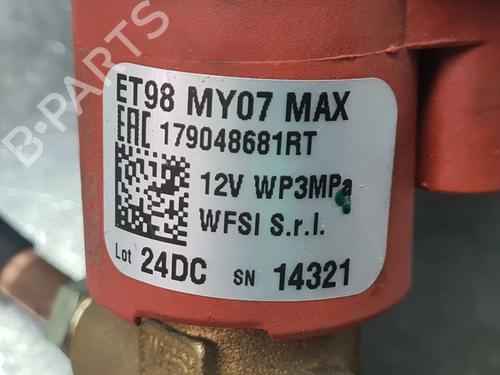 B-PARTS
ET98 MY07 MAX
EAC 179048681RT
12V WP3MPa
WFSI S.r.l.
Lot 24DC SN 14321